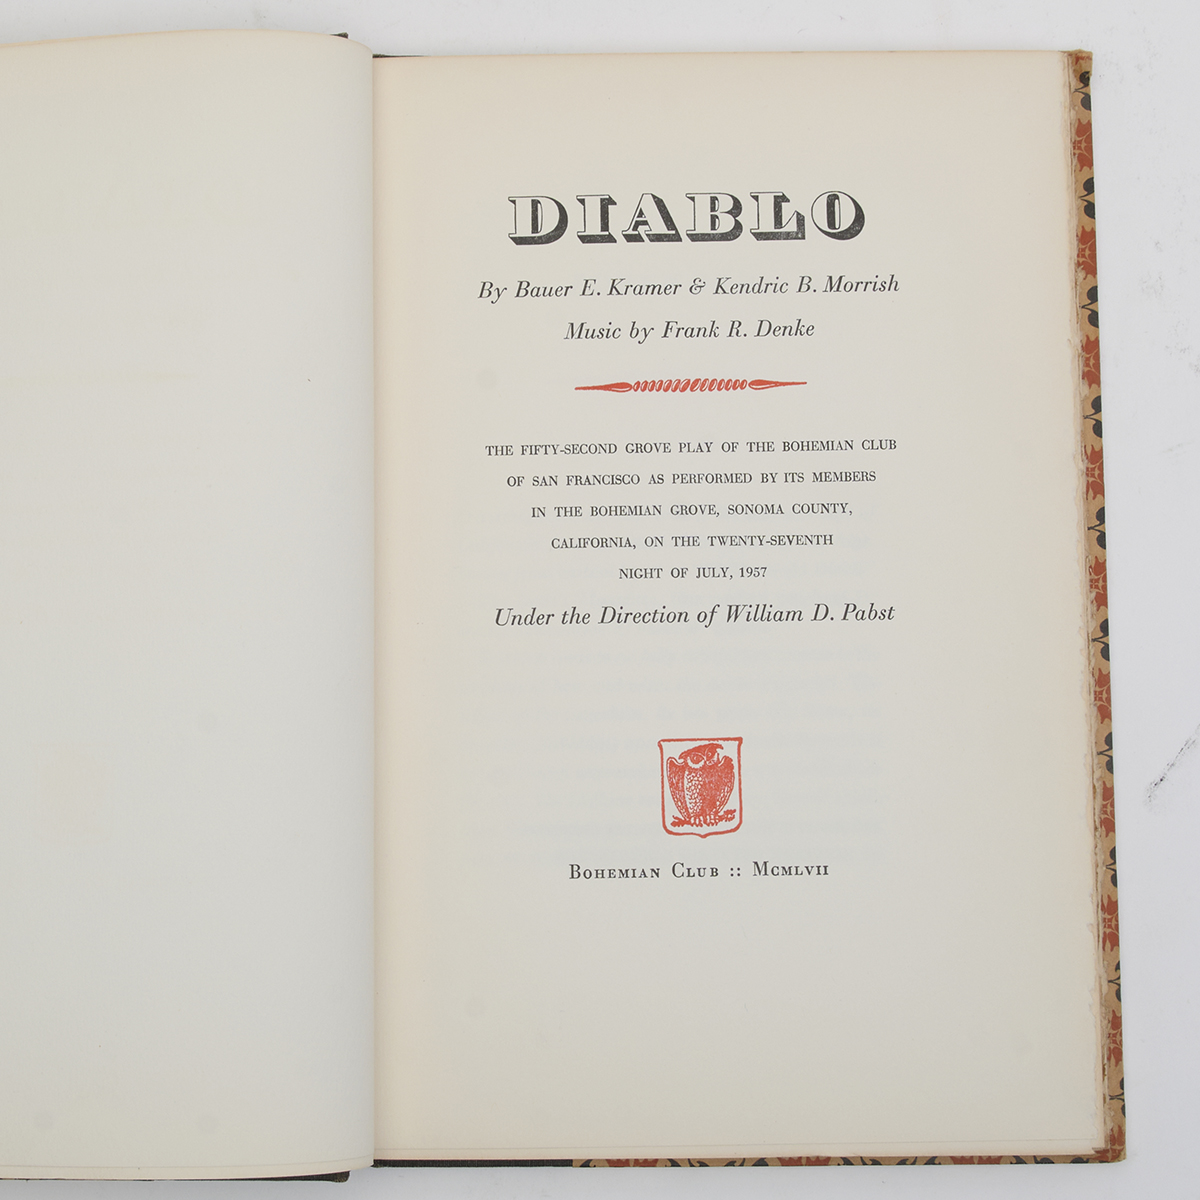 DIABLO
By Bauer E. Kramer & Kendric B. Morrish
Music by Frank R. Denke
THE FIFTY-SECOND GROVE PLAY OF THE BOHEMIAN CLUB
OF SAN FRANCISCO AS PERFORMED BY ITS MEMBERS
IN THE BOHEMIAN GROVE, SONOMA COUNTY,
CALIFORNIA, ON THE TWENTY-SEVENTH
NIGHT OF JULY, 1957
Under the Direction of William D. Pabst
BOHEMIAN CLUB :: MCMLVII